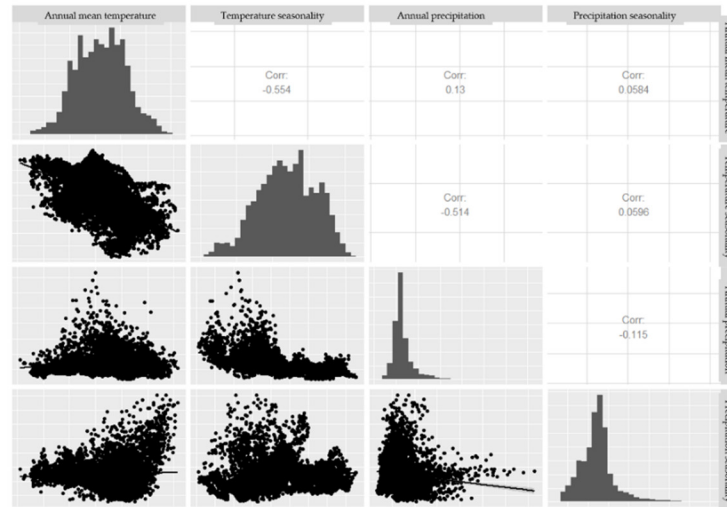 Annual mean temperature
Temperature seasonality
Annual precipitation
Precipitation seasonality
Corr:
-0.554
Corr:
0.13
Corr:
0.0584
Corr:
-0.514
Corr:
0.0596
Corr:
-0.115